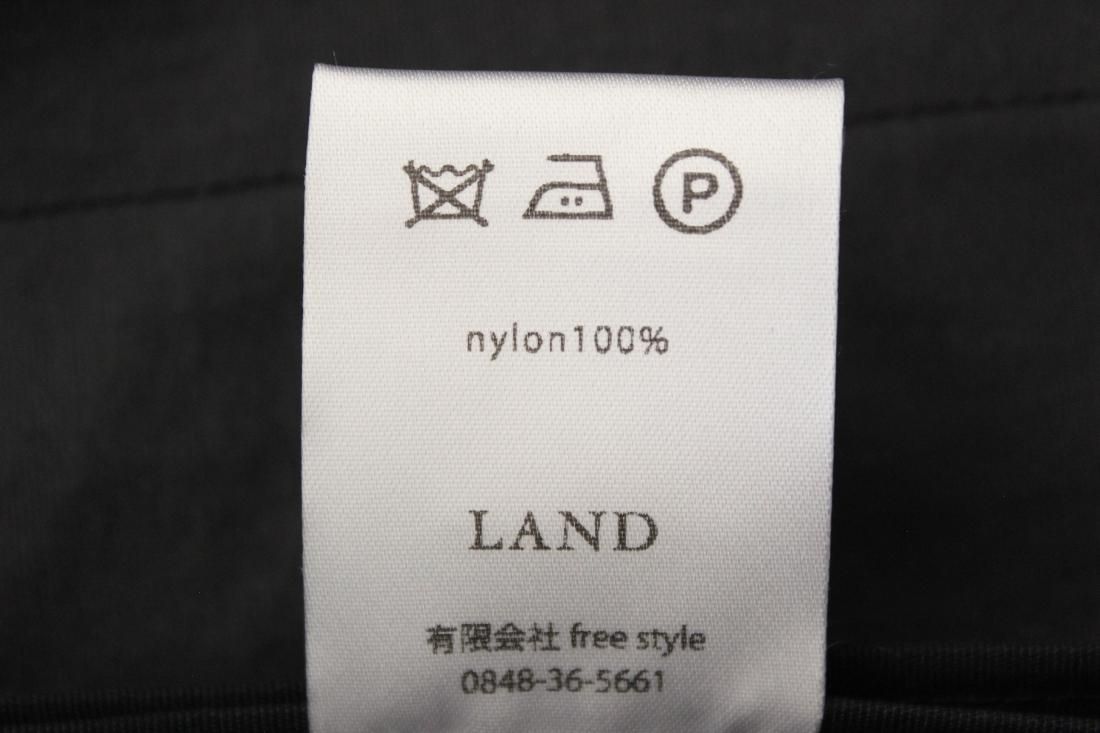 P
nylon100%
LAND
有限会社 free style
0848-36-5661